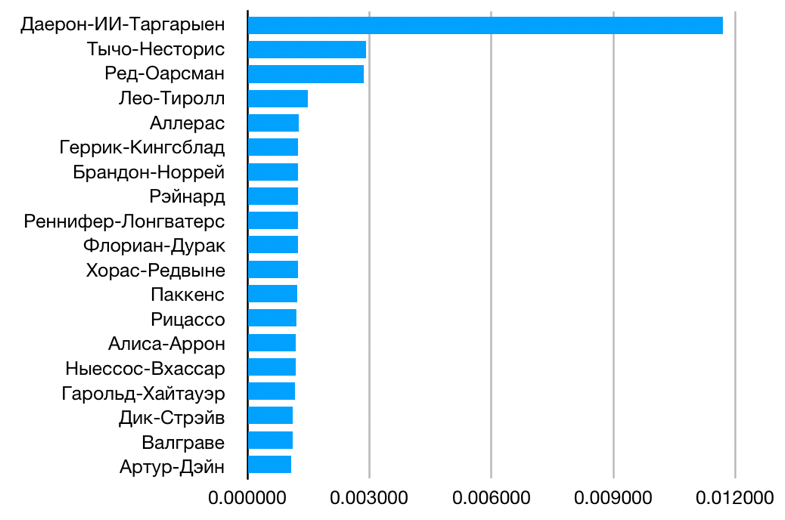 Даерон-ИИ-Таргарыен
Тычо-Несторис
Ред-Оарсман
Лео-Тиролл
Аллерас
Геррик-Кингсблад
Брандон-Норрей
Рэйнард
Реннифер-Лонгватерс
Флориан-Дурак
Хорас-Редвыне
Паккенс
Рицассо
Алиса-Аррон
Ныессос-Вхассар
Гарольд-Хайтауэр
Дик-Стрэйв
Валграве
Артур-Дэйн
0.000000 0.003000 0.006000 0.009000 0.012000